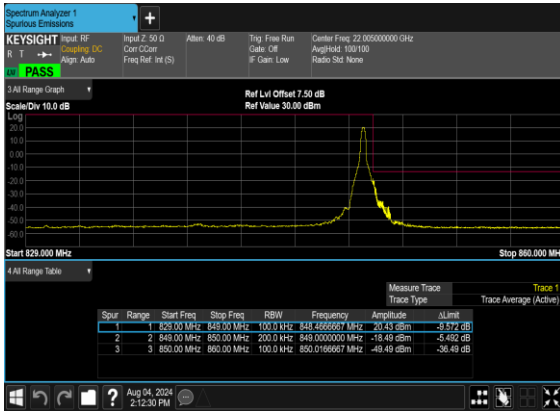 Spectrum Analyzer 1
Spurious Emissions
KEYSIGHT
R T
PASS
Input: RF
Coupling: DC
Align: Auto
Input Z: 50 Ω
Corr CCorr
Freq Ref: Int (S)
Atten: 40 dB
Trig: Free Run
Gate: Off
IF Gain: Low
Center Freq: 22.005000000 GHz
Avg|Hold: 100/100
Radio Std: None
3 All Range Graph
Scale/Div 10.0 dB
Ref Lvl Offset 7.50 dB
Ref Value 30.00 dBm
Log
20.0
10.0
0.00
-10.0
-20.0
-30.0
-40.0
-50.0
-60.0
Start 829.000 MHz
Stop 860.000 MH
4 All Range Table
Measure Trace Trace 1
Trace Type Trace Average (Active)
Spur Range Start Freq Stop Freq RBW Frequency Amplitude ΔLimit
1 1 829.00 MHz 849.00 MHz 100.0 kHz 848.4666667 MHz 20.43 dBm -9.572 dB
2 2 849.00 MHz 850.00 MHz 200.0 kHz 849.0000000 MHz -18.49 dBm -5.492 dB
3 3 850.00 MHz 860.00 MHz 100.0 kHz 850.0166667 MHz -49.49 dBm -36.49 dB
Aug 04, 2024
2:12:30 PM